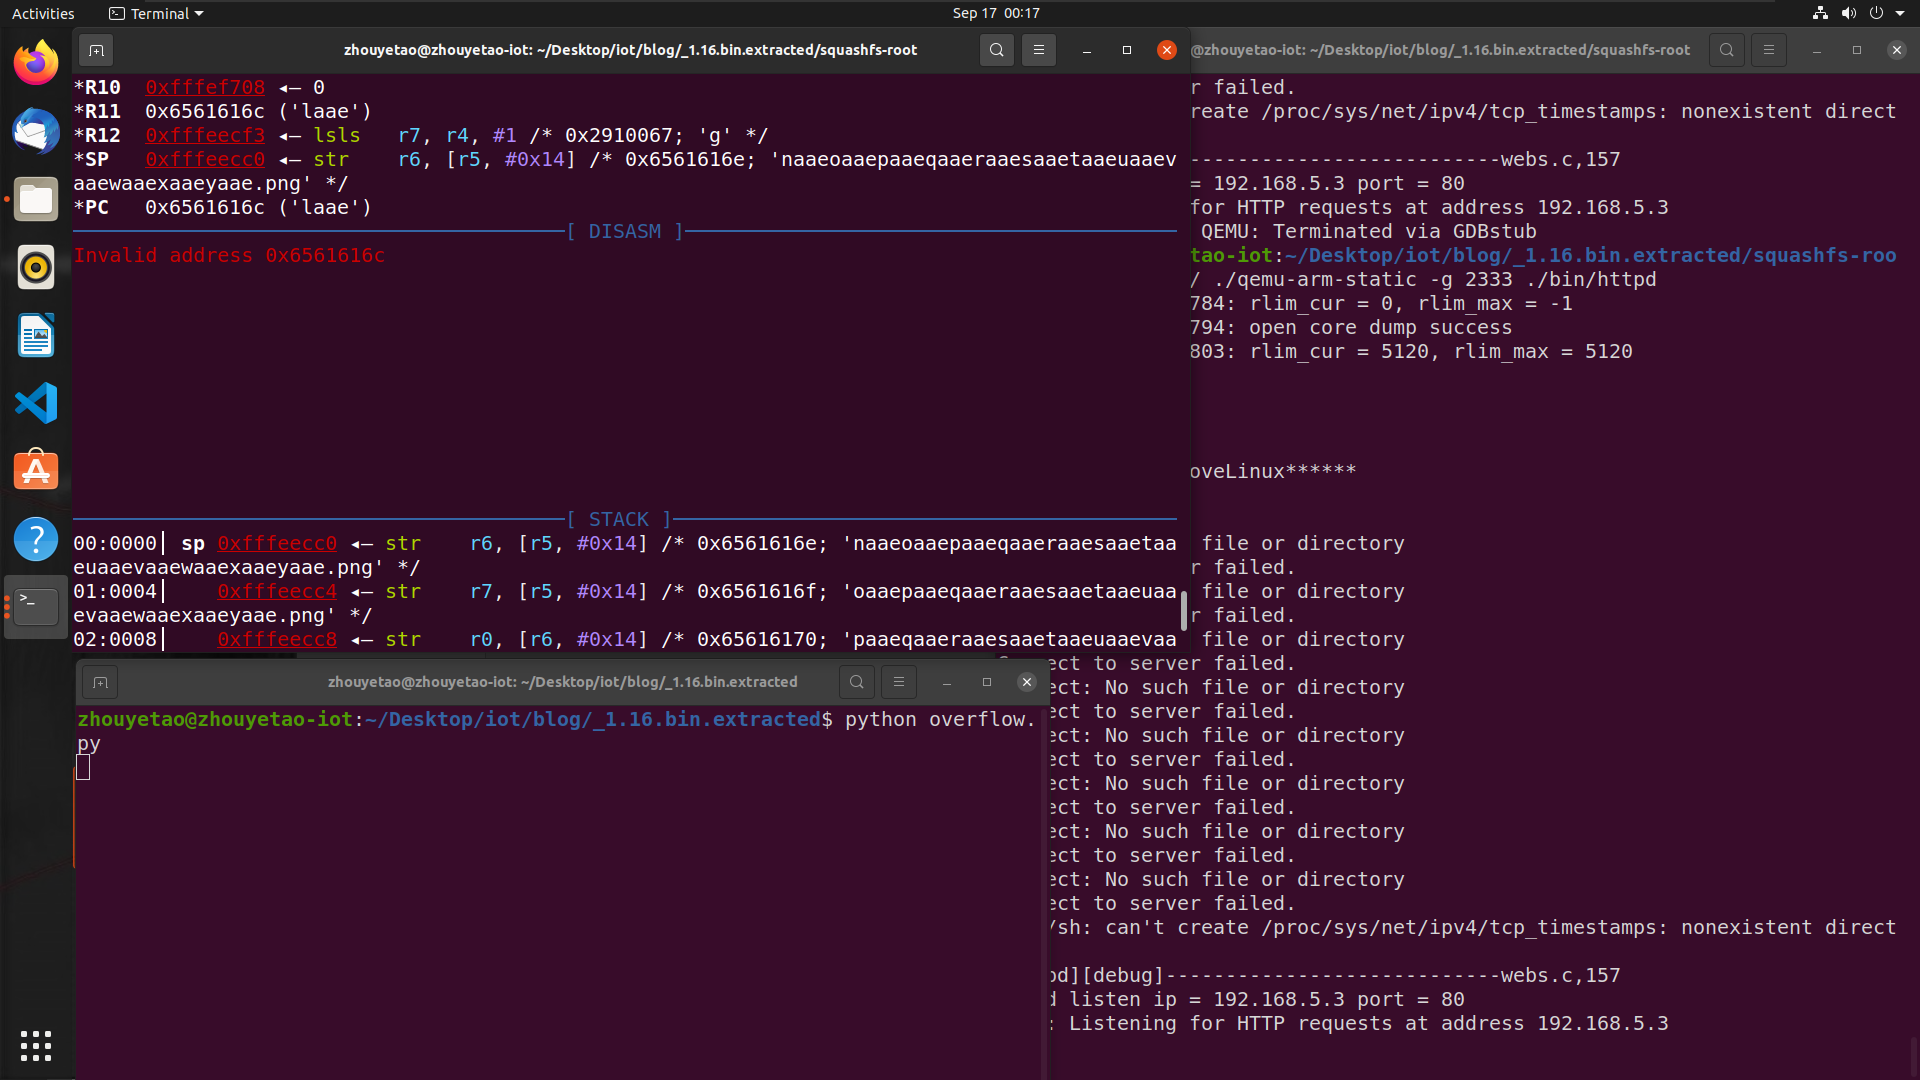 Activities
Terminal
Sep 17 00:17
zhouyetao@zhouyetao-iot: ~/Desktop/iot/blog/_1.16.bin.extracted/squashfs-root
*R10 0xfffef708 ◂— 0
*R11 0x6561616c ('laae')
*R12 0xfffeecf3 ◂— lsls r7, r4, #1 /* 0x2910067; 'g' */
*SP 0xfffeecc0 ◂— str r6, [r5, #0x14] /* 0x6561616e; 'naaeoaaepaaeqaaeraaesaaetaaeuaaev
aaewaaexaaeyaae.png' */
*PC 0x6561616c ('laae')
[ DISASM ]
Invalid address 0x6561616c
[ STACK ]
00:0000│ sp 0xfffeecc0 ◂— str r6, [r5, #0x14] /* 0x6561616e; 'naaeoaaepaaeqaaeraaesaaetaa
euaaevaaewaaexaaeyaae.png' */
01:0004│ 0xfffeecc4 ◂— str r7, [r5, #0x14] /* 0x6561616f; 'oaaepaaeqaaeraaesaaetaaeuaa
evaaewaaexaaeyaae.png' */
02:0008│ 0xfffeecc8 ◂— str r0, [r6, #0x14] /* 0x65616170; 'paaeqaaeraaesaaetaaeuaaevaa
zhouyetao@zhouyetao-iot: ~/Desktop/iot/blog/_1.16.bin.extracted
zhouyetao@zhouyetao-iot:~/Desktop/iot/blog/_1.16.bin.extracted$ python overflow.
py
@zhouyetao-iot: ~/Desktop/iot/blog/_1.16.bin.extracted/squashfs-root
r failed.
reate /proc/sys/net/ipv4/tcp_timestamps: nonexistent direct
--------------------------webs.c,157
= 192.168.5.3 port = 80
for HTTP requests at address 192.168.5.3
QEMU: Terminated via GDBstub
tao-iot:~/Desktop/iot/blog/_1.16.bin.extracted/squashfs-roo
/ ./qemu-arm-static -g 2333 ./bin/httpd
784: rlim_cur = 0, rlim_max = -1
794: open core dump success
803: rlim_cur = 5120, rlim_max = 5120
oveLinux******
file or directory
r failed.
file or directory
r failed.
file or directory
ect to server failed.
ect: No such file or directory
ect to server failed.
ect: No such file or directory
ect to server failed.
ect: No such file or directory
ect to server failed.
ect: No such file or directory
ect to server failed.
ect: No such file or directory
ect to server failed.
/sh: can't create /proc/sys/net/ipv4/tcp_timestamps: nonexistent direct
d][debug]----------------------------webs.c,157
d listen ip = 192.168.5.3 port = 80
: Listening for HTTP requests at address 192.168.5.3